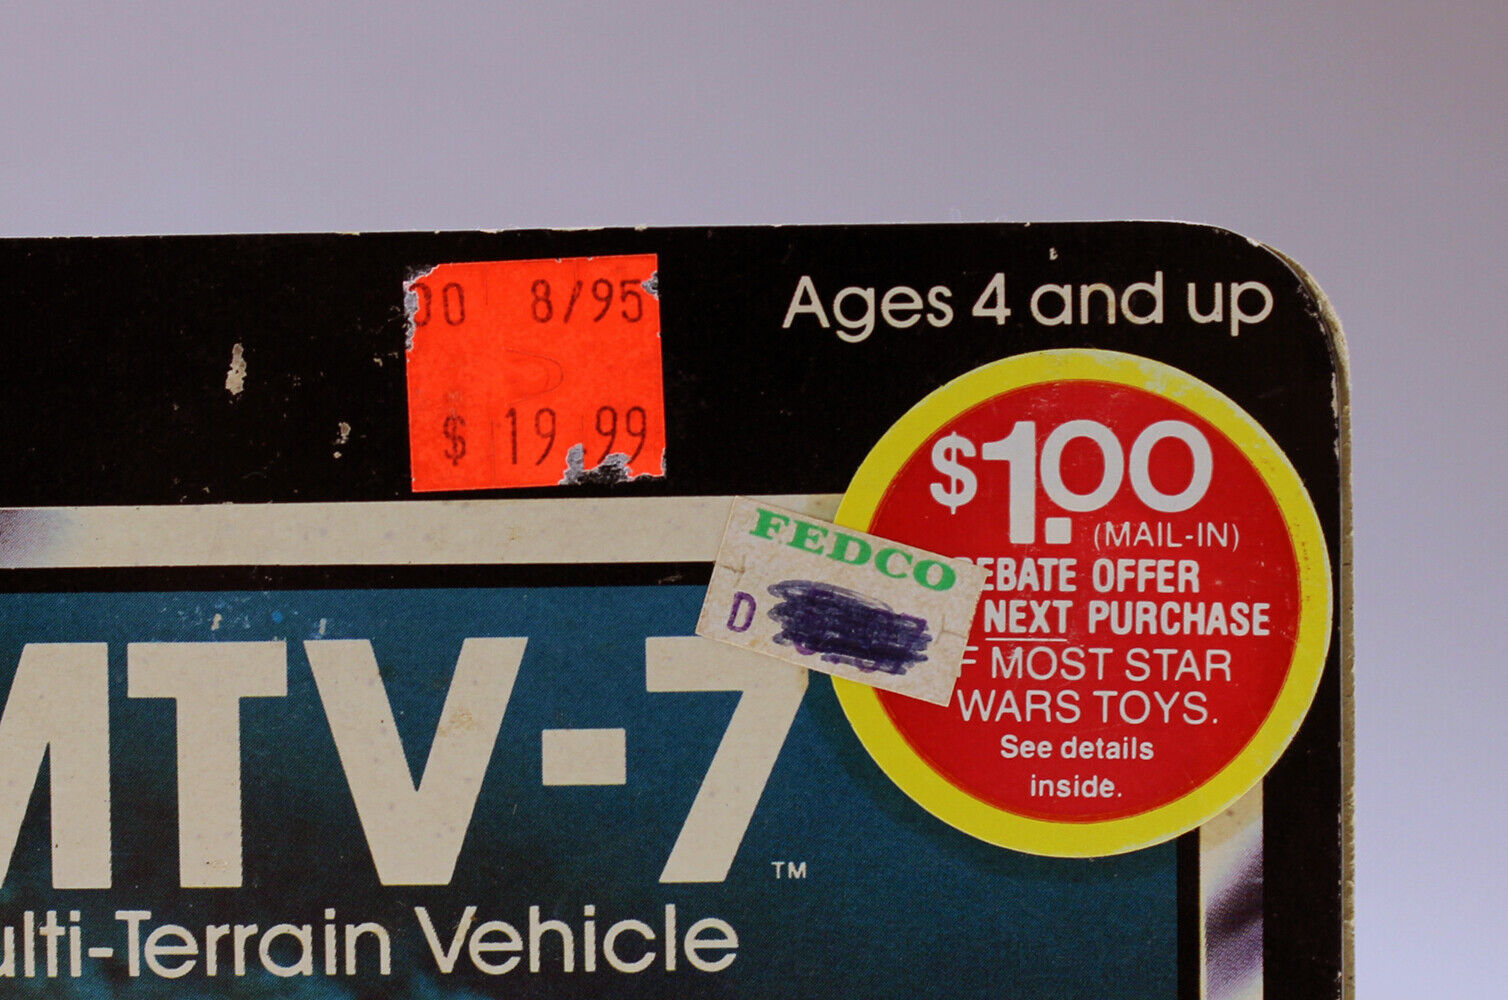 00 8/95
$ 19.99
Ages 4 and up
$1.00
(MAIL-IN)
EBATE OFFER
NEXT PURCHASE
F MOST STAR
WARS TOYS.
See details
inside.
FEDCO
D
MTV-7
TM
ulti-Terrain Vehicle